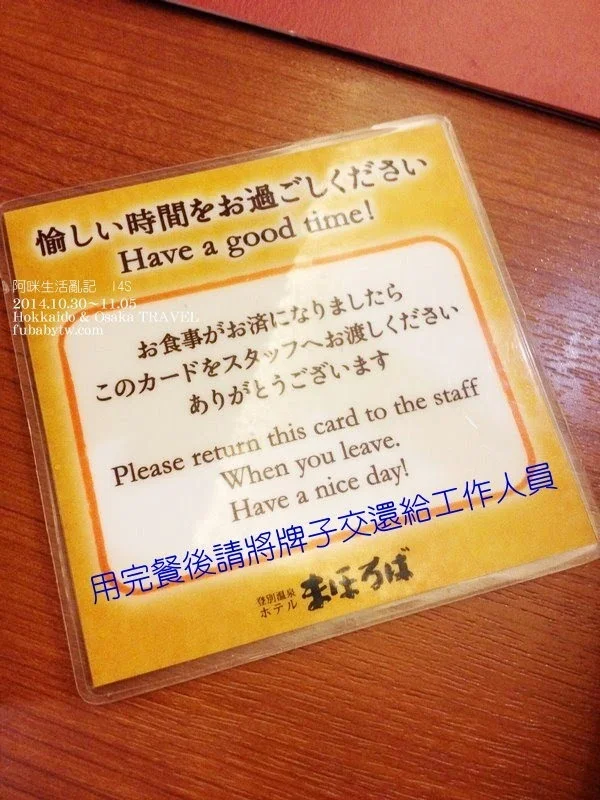 愉しい時間をお過ごしください
Have a good time!
阿咪生活亂記 14S
2014.10.30~11.05
Hokkaido & Osaka TRAVEL
fubabytw.com
お食事がお済になりましたら
このカードをスタッフへお渡しください
ありがとうございます
Please return this card to the staff
When you leave.
Have a nice day!
用完餐後請將牌子交還給工作人員
登別温泉
ホテル まほろば